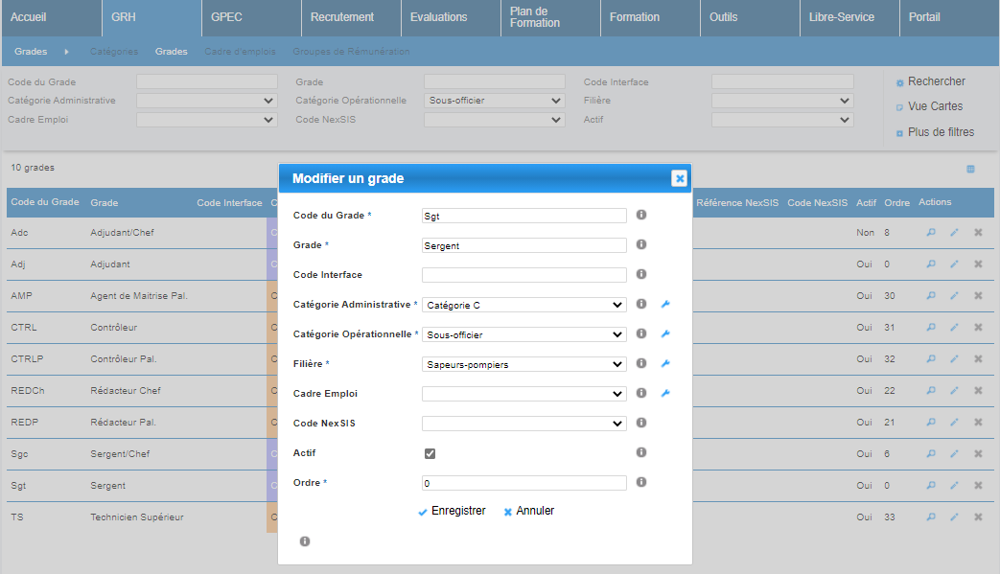 Accueil GRH GPEC Recrutement Evaluations Plan de Formation Formation Outils Libre-Service Portail
Grades Catégories Grades Cadre d'emplois Groupes de Rémunération
Code du Grade Grade Code Interface Rechercher
Catégorie Administrative Catégorie Opérationnelle Sous-officier Filière Vue Cartes
Cadre Emploi Code NexSIS Actif Plus de filtres
10 grades
Modifier un grade
Code du Grade Grade Code Interface C Référence NexSIS Code NexSIS Actif Ordre Actions
Adc Adjudant/Chef C Non 8
Adj Adjudant C Oui 0
AMP Agent de Maitrise Pal. C Oui 30
CTRL Contrôleur C Oui 31
CTRLP Contrôleur Pal. C Oui 32
REDCh Rédacteur Chef C Oui 22
REDP Rédacteur Pal. C Oui 21
Sgc Sergent/Chef C Oui 6
Sgt Sergent C Oui 0
TS Technicien Supérieur C Oui 33
Code du Grade * Sgt
Grade * Sergent
Code Interface
Catégorie Administrative * Catégorie C
Catégorie Opérationnelle * Sous-officier
Filière * Sapeurs-pompiers
Cadre Emploi
Code NexSIS
Actif
Ordre * 0
Enregistrer Annuler